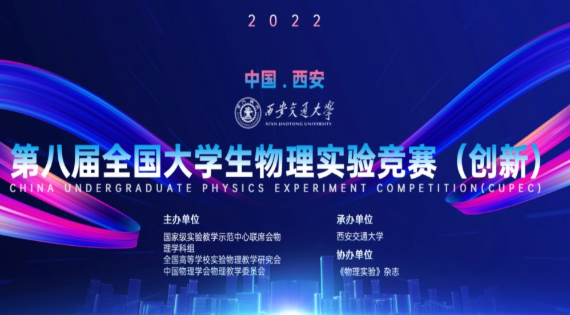 2022
中国.西安
西安交通大学
XI'AN JIAOTONG UNIVERSITY
第八届全国大学生物理实验竞赛（创新）
CHINA UNDERGRADUATE PHYSICS EXPERIMENT COMPETITION(CUPEC)
主办单位
国家级实验教学示范中心联席会物
理学科组
全国高等学校实验物理教学研究会
中国物理学会物理教学委员会
承办单位
西安交通大学
协办单位
《物理实验》杂志